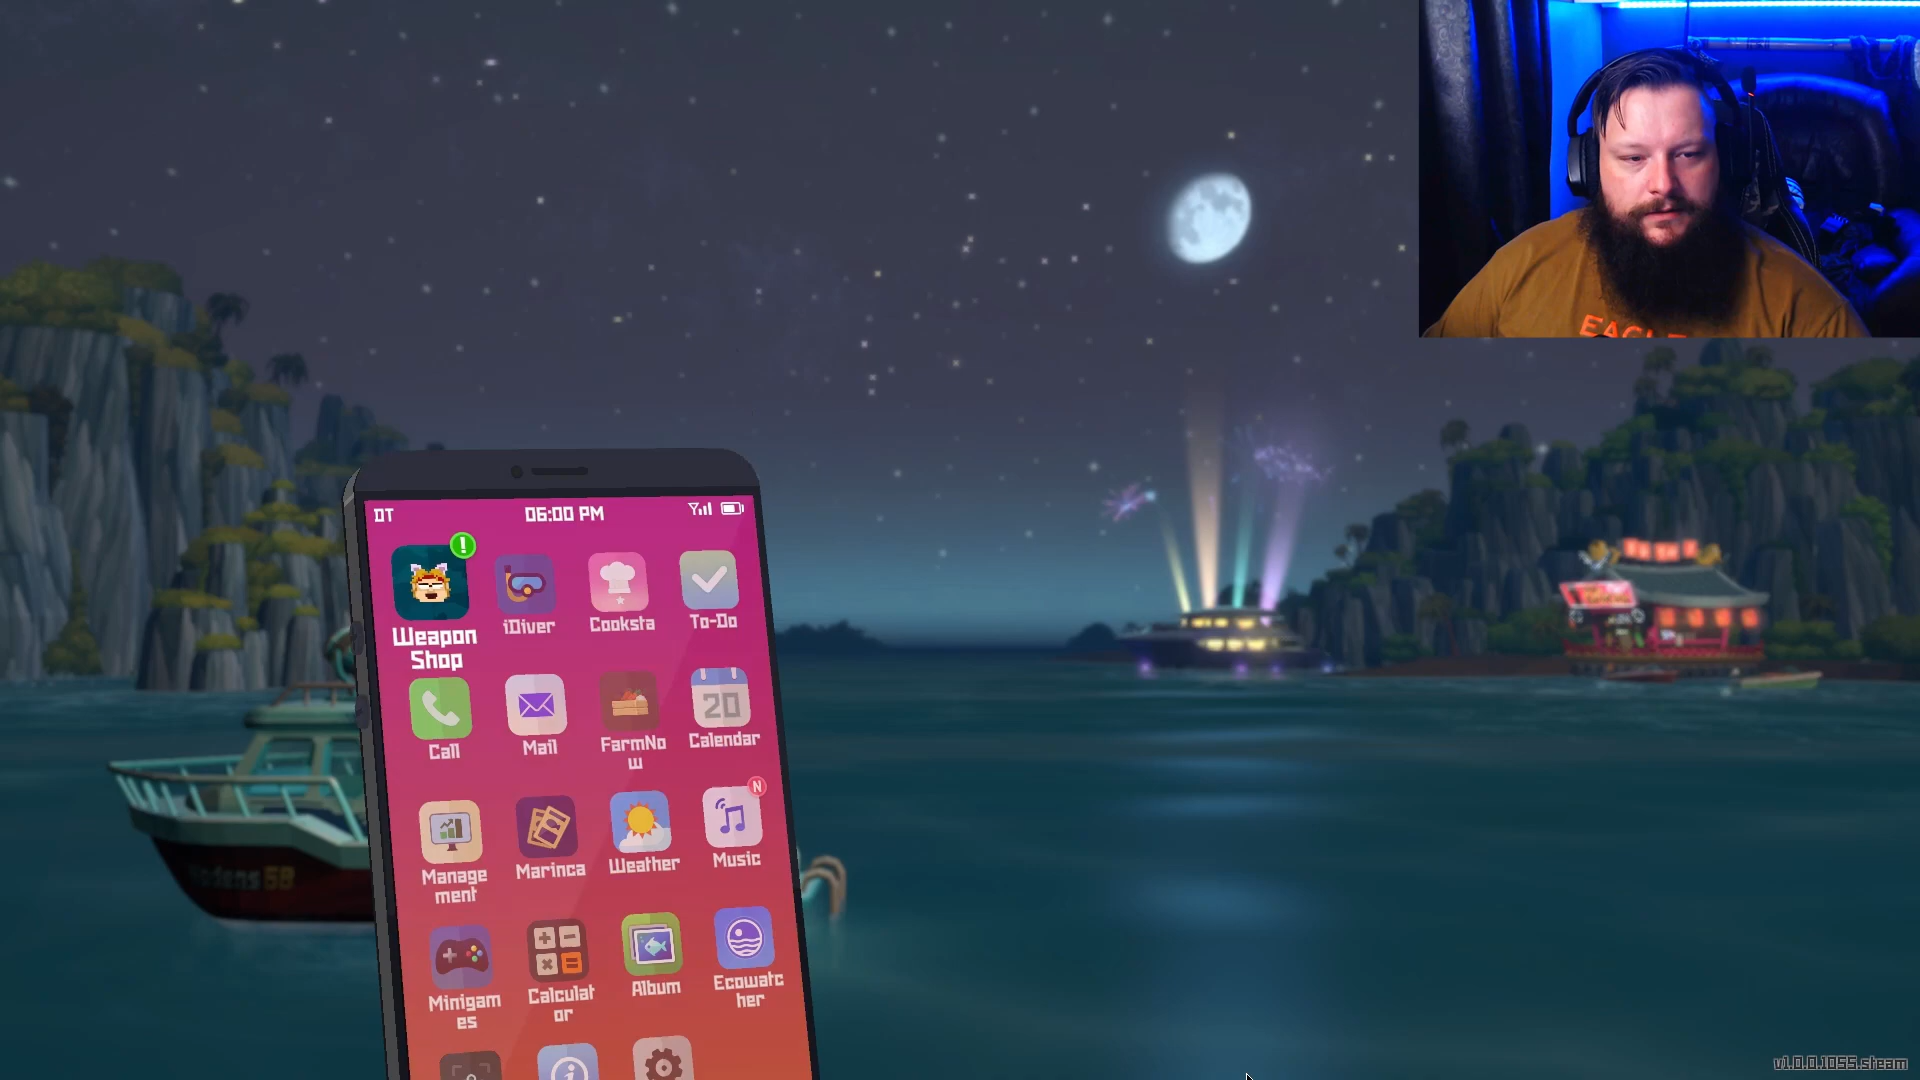 DT
06:00 PM
!
Weapon
Shop
iDiver
Cooksta
To-Do
Call
Mail
FarmNo
w
20
Calendar
Manage
ment
Marinca
Weather
N
Music
Minigam
es
Calculat
or
Album
Ecowatc
her
EAGLE
v1.0.0.1055.steam